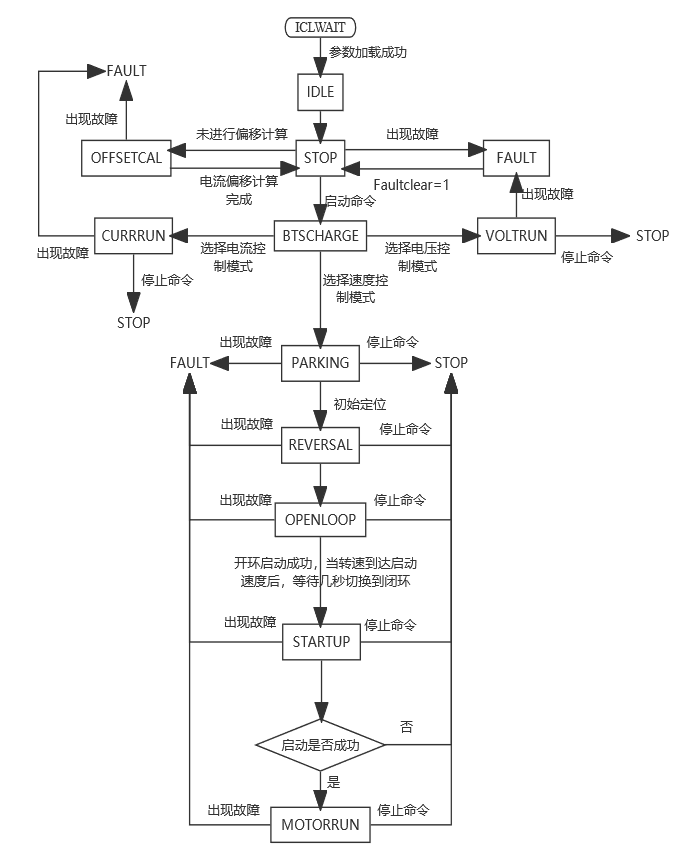 ICLWAIT
参数加载成功
FAULT
IDLE
出现故障
未进行偏移计算
出现故障
OFFSETCAL
STOP
FAULT
电流偏移计算
完成
Faultclear=1
启动命令
出现故障
CURRRUN
BTSCHARGE
VOLTRUN
STOP
出现故障
选择电流控
制模式
选择电压控
制模式
停止命令
停止命令
选择速度控
制模式
STOP
出现故障
停止命令
FAULT
PARKING
STOP
初始定位
出现故障
停止命令
REVERSAL
出现故障
停止命令
OPENLOOP
开环启动成功，当转速到达启动
速度后，等待几秒切换到闭环
出现故障
停止命令
STARTUP
否
启动是否成功
是
出现故障
停止命令
MOTORRUN